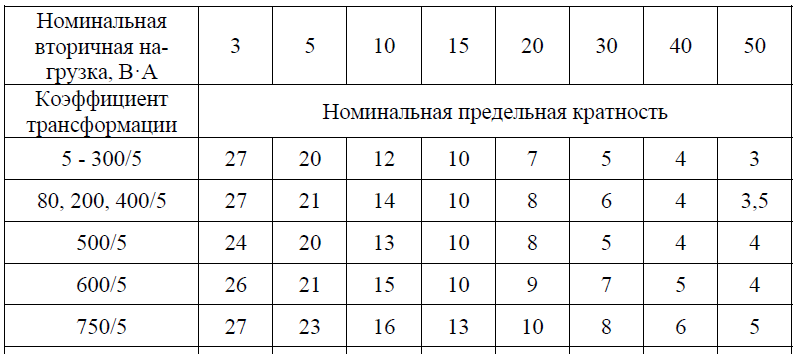 Номинальная
вторичная на-
грузка, В·А
3 5 10 15 20 30 40 50
Коэффициент
трансформации
Номинальная предельная кратность
5 - 300/5 27 20 12 10 7 5 4 3
80, 200, 400/5 27 21 14 10 8 6 4 3,5
500/5 24 20 13 10 8 5 4 4
600/5 26 21 15 10 9 7 5 4
750/5 27 23 16 13 10 8 6 5